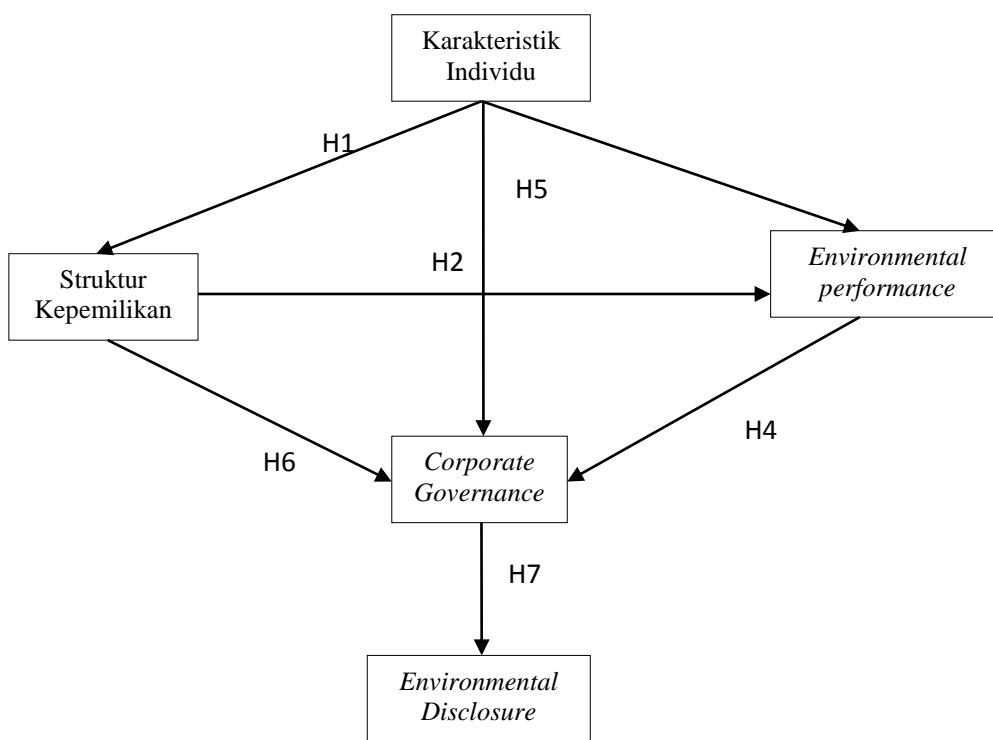 Karakteristik
Individu
H1
H5
H2
Struktur
Kepemilikan
Environmental
performance
H6
H4
Corporate
Governance
H7
Environmental
Disclosure